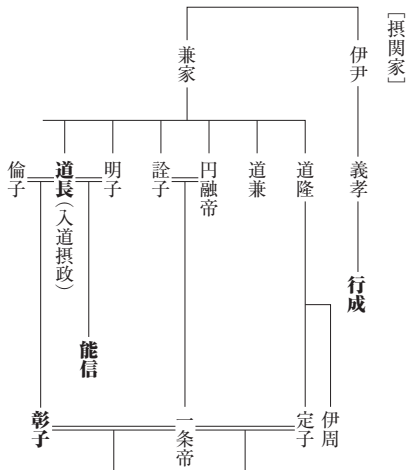 ［摂関家］
伊尹
兼家
義孝
道隆
道兼
円融帝
詮子
明子
道長（入道摂政）
倫子
行成
能信
伊周
定子
一条帝
彰子